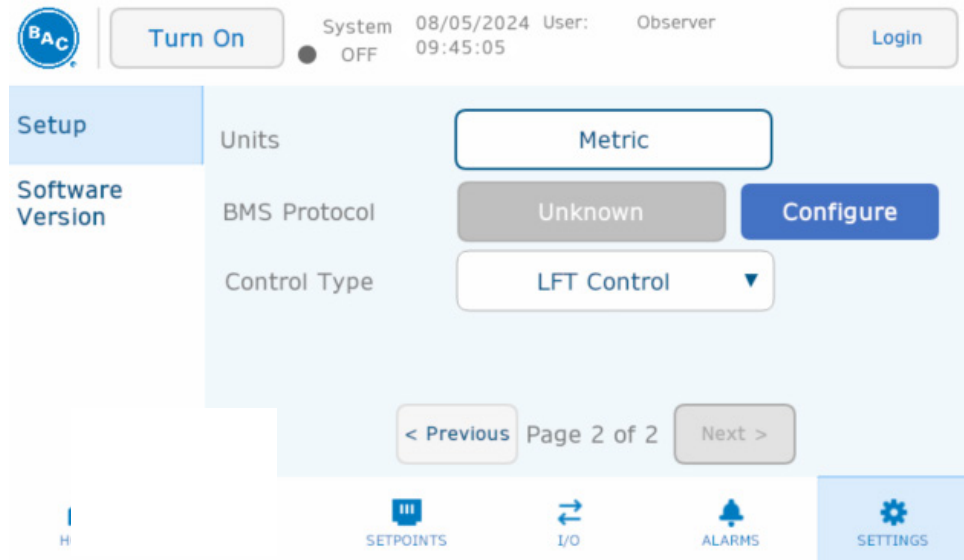 BAC
Turn On
System
OFF
08/05/2024
09:45:05
User:
Observer
Login
Setup
Software
Version
Units
Metric
BMS Protocol
Unknown
Configure
Control Type
LFT Control
< Previous
Page 2 of 2
Next >
SETPOINTS
I/O
ALARMS
SETTINGS